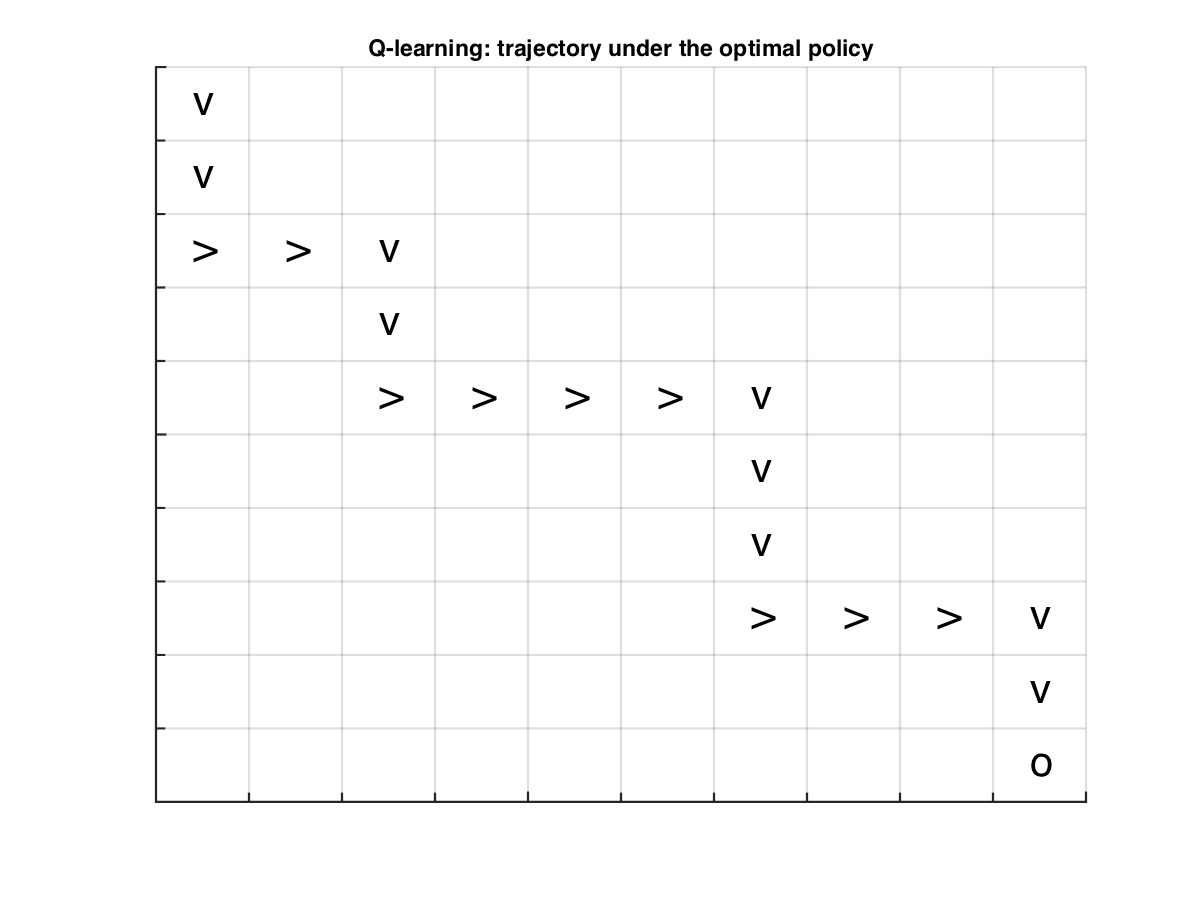 Q-learning: trajectory under the optimal policy
v
v
> > v
v
> > > > v
v
v
> > > v
v
o